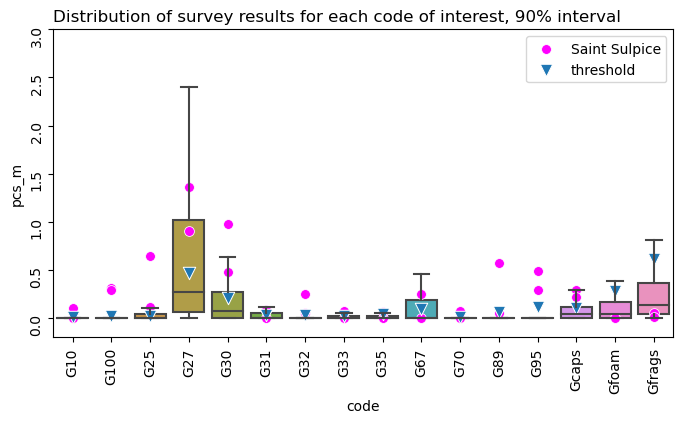 Distribution of survey results for each code of interest, 90% interval
Saint Sulpice
threshold
pcs_m
3.0
2.5
2.0
1.5
1.0
0.5
0.0
G10
G100
G25
G27
G30
G31
G32
G33
G35
G67
G70
G89
G95
Gcaps
Gfoam
Gfrags
code